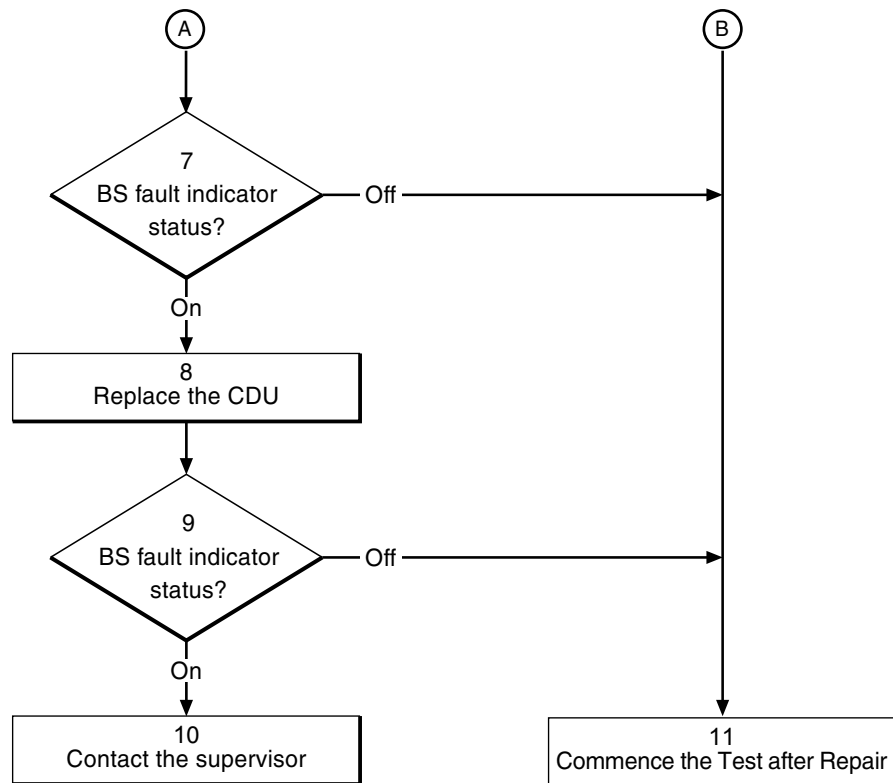 A
B
7
BS fault indicator
status?
Off
On
8
Replace the CDU
9
BS fault indicator
status?
Off
On
10
Contact the supervisor
11
Commence the Test after Repair